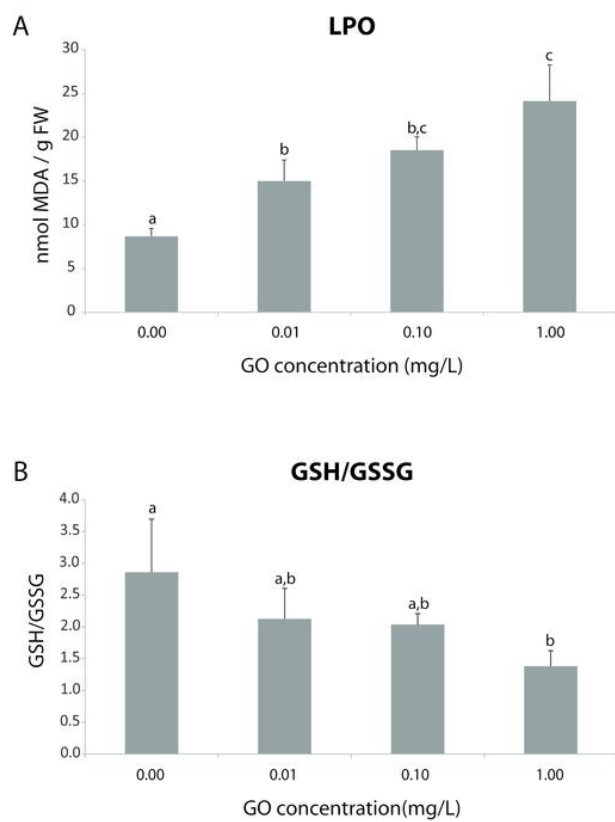 A
LPO
nmol MDA / g FW
30
25
20
15
10
5
0
a
b
b,c
c
0.00 0.01 0.10 1.00
GO concentration (mg/L)
B
GSH/GSSG
GSH/GSSG
4.0
3.5
3.0
2.5
2.0
1.5
1.0
0.5
0.0
a
a,b
a,b
b
0.00 0.01 0.10 1.00
GO concentration(mg/L)